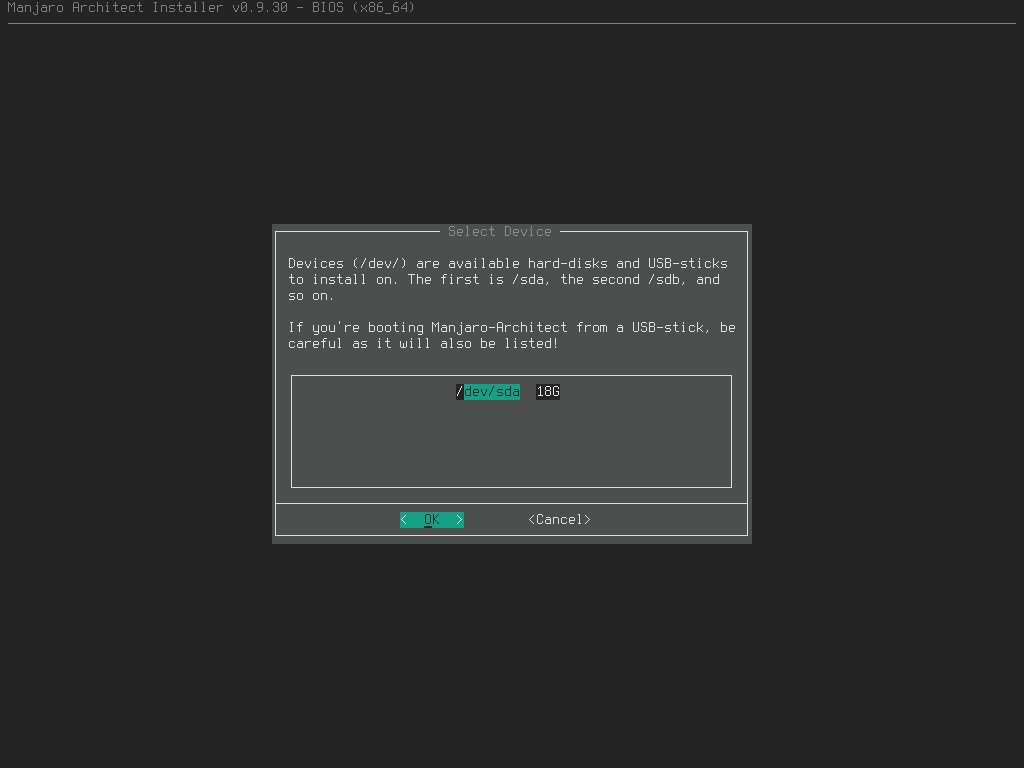 Manjaro Architect Installer v0.9.30 - BIOS (x86_64)
Select Device
Devices (/dev/) are available hard-disks and USB-sticks
to install on. The first is /sda, the second /sdb, and
so on.
If you're booting Manjaro-Architect from a USB-stick, be
careful as it will also be listed!
/dev/sda 18G
< OK > <Cancel>